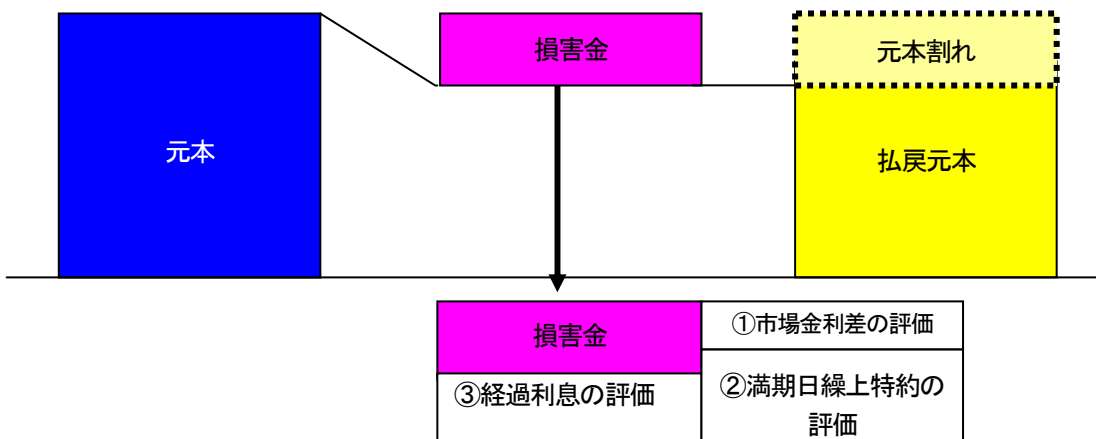 損害金
元本割れ
元本
払戻元本
損害金
①市場金利差の評価
③経過利息の評価
②満期日繰上特約の
評価